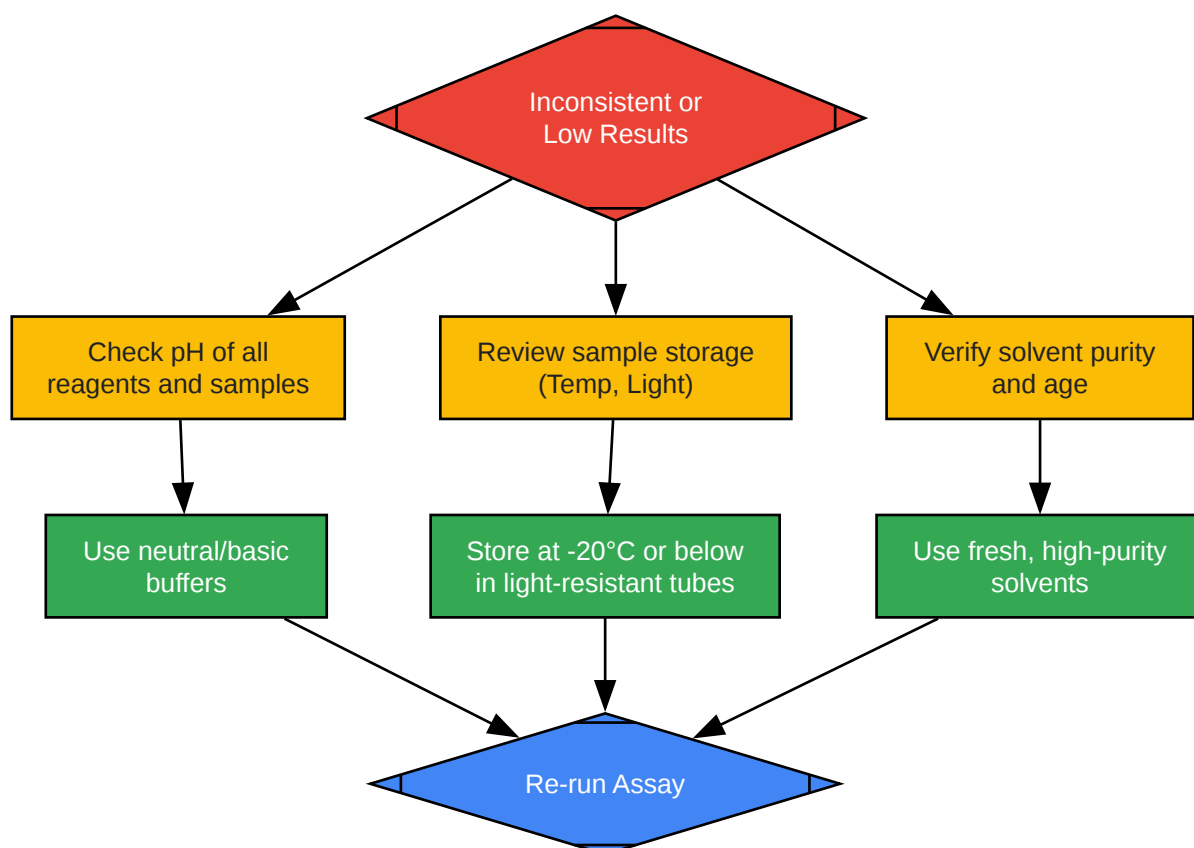 Inconsistent or
Low Results
Check pH of all
reagents and samples
Review sample storage
(Temp, Light)
Verify solvent purity
and age
Use neutral/basic
buffers
Store at -20°C or below
in light-resistant tubes
Use fresh, high-purity
solvents
Re-run Assay